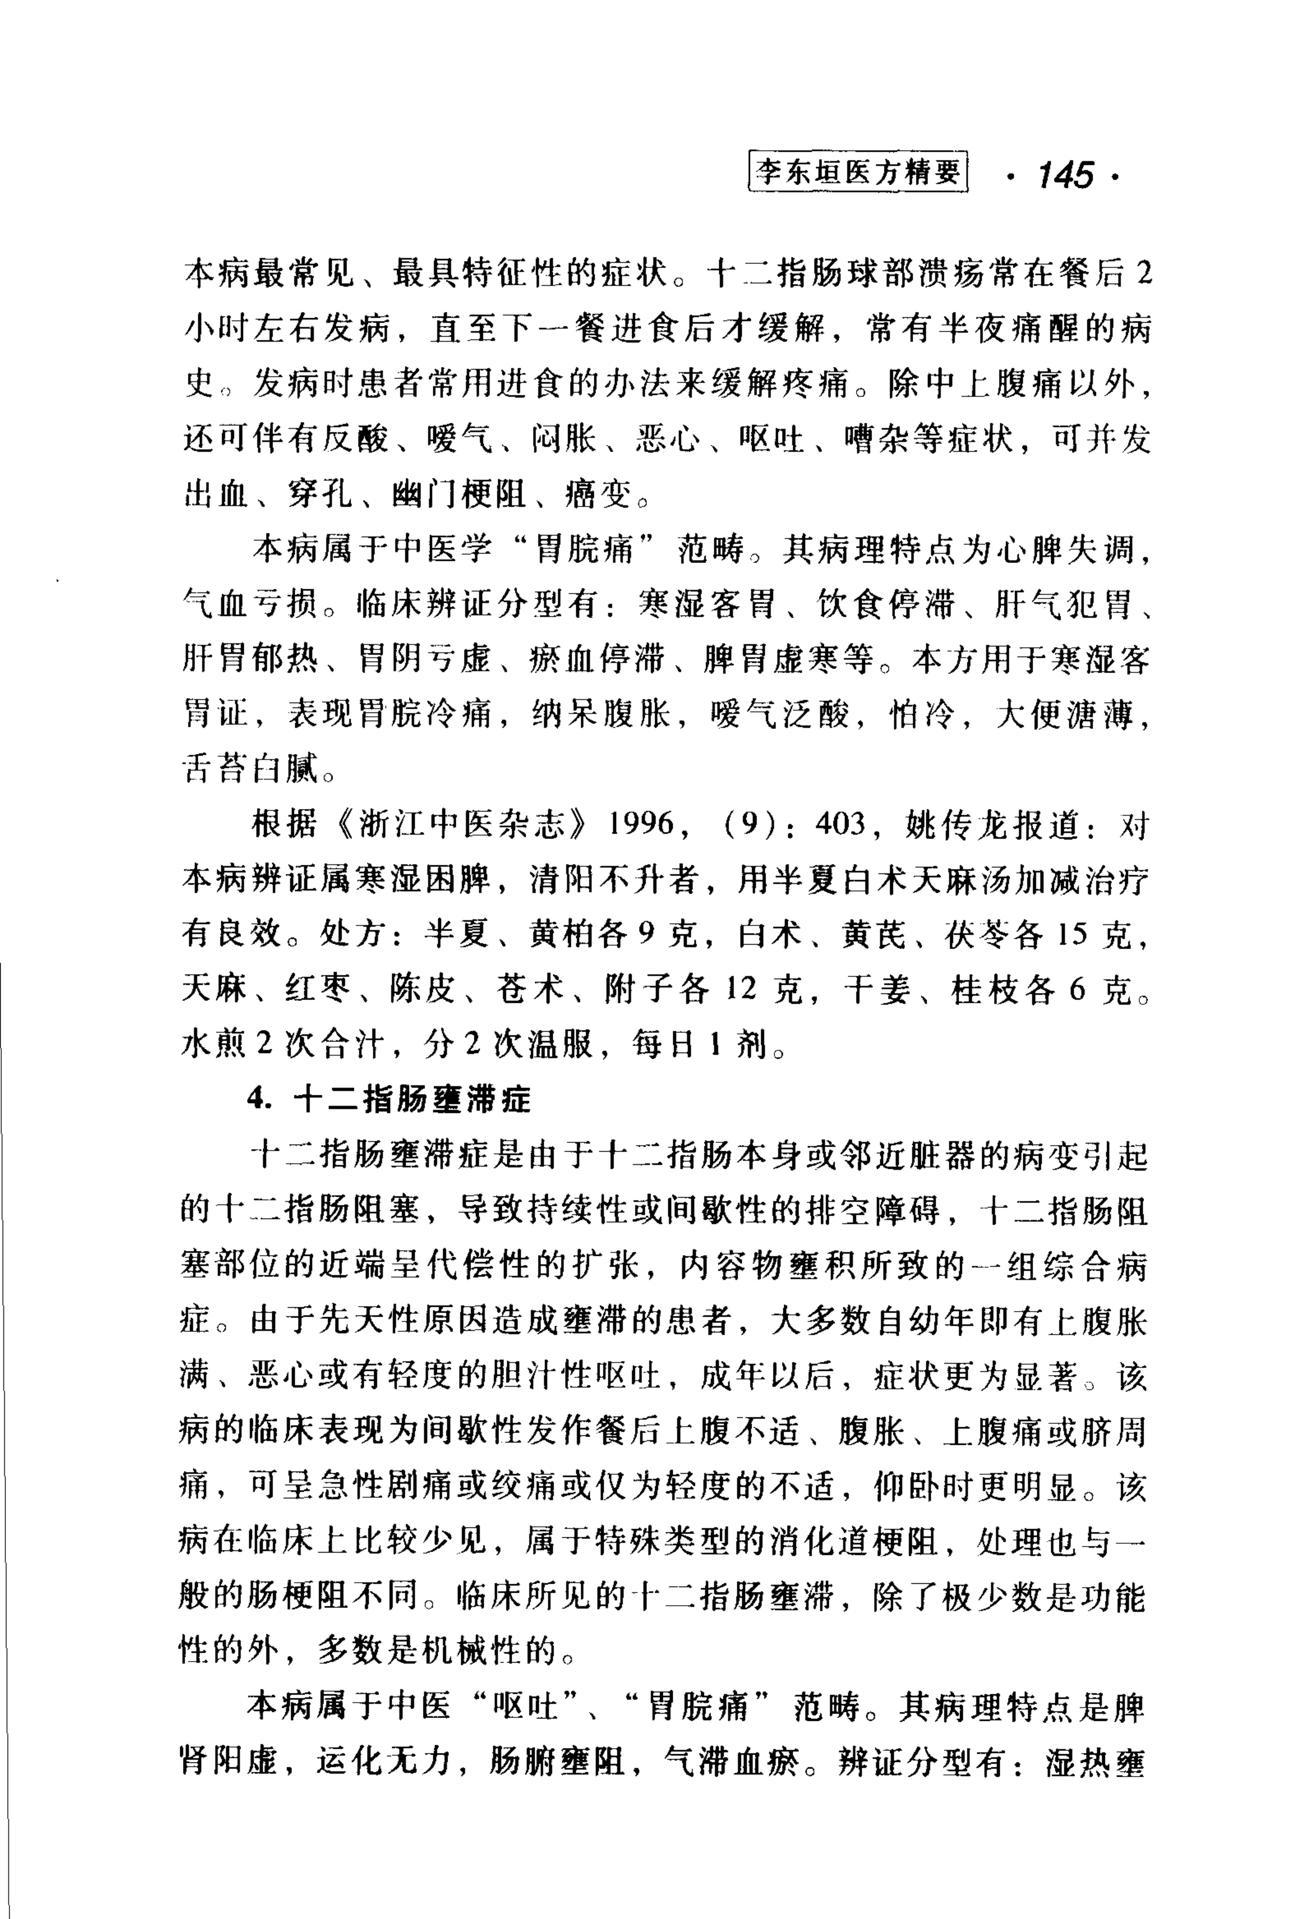 李东垣医方精要 · 145 ·
本病最常见、最具特征性的症状。十二指肠球部溃疡常在餐后 2
小时左右发病，直至下一餐进食后才缓解，常有半夜痛醒的病
史。发病时患者常用进食的办法来缓解疼痛。除中上腹痛以外，
还可伴有反酸、嗳气、闷胀、恶心、呕吐、嘈杂等症状，可并发
出血、穿孔、幽门梗阻、癌变。
本病属于中医学“胃脘痛”范畴。其病理特点为心脾失调，
气血亏损。临床辨证分型有：寒湿客胃、饮食停滞、肝气犯胃、
肝胃郁热、胃阴亏虚、瘀血停滞、脾胃虚寒等。本方用于寒湿客
胃证，表现胃脘冷痛，纳呆腹胀，嗳气泛酸，怕冷，大便溏薄，
舌苔白腻。
根据《浙江中医杂志》1996，（9）：403，姚传龙报道：对
本病辨证属寒湿困脾，清阳不升者，用半夏白术天麻汤加减治疗
有良效。处方：半夏、黄柏各 9 克，白术、黄芪、茯苓各 15 克，
天麻、红枣、陈皮、苍术、附子各 12 克，干姜、桂枝各 6 克。
水煎 2 次合汁，分 2 次温服，每日 1 剂。
4. 十二指肠壅滞症
十二指肠壅滞症是由于十二指肠本身或邻近脏器的病变引起
的十二指肠阻塞，导致持续性或间歇性的排空障碍，十二指肠阻
塞部位的近端呈代偿性的扩张，内容物壅积所致的一组综合病
症。由于先天性原因造成壅滞的患者，大多数自幼年即有上腹胀
满、恶心或有轻度的胆汁性呕吐，成年以后，症状更为显著。该
病的临床表现为间歇性发作餐后上腹不适、腹胀、上腹痛或脐周
痛，可呈急性剧痛或绞痛或仅为轻度的不适，仰卧时更明显。该
病在临床上比较少见，属于特殊类型的消化道梗阻，处理也与一
般的肠梗阻不同。临床所见的十二指肠壅滞，除了极少数是功能
性的外，多数是机械性的。
本病属于中医“呕吐”、“胃脘痛”范畴。其病理特点是脾
肾阳虚，运化无力，肠腑壅阻，气滞血瘀。辨证分型有：湿热壅